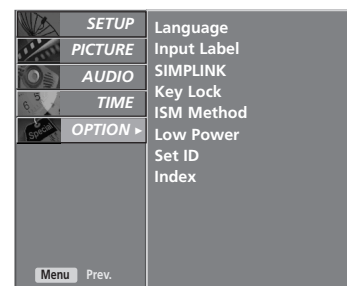 SETUP
PICTURE
AUDIO
TIME
OPTION ▸
Special
Language
Input Label
SIMPLINK
Key Lock
ISM Method
Low Power
Set ID
Index
Menu Prev.